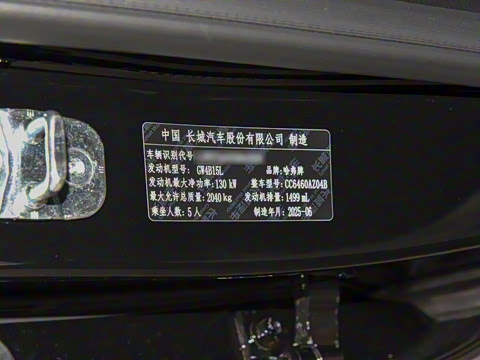 中国 长城汽车股份有限公司 制造
车辆识别代号
发动机型号: GW4B15L 品牌: 哈弗牌
发动机最大净功率: 130 kW 整车型号: CC6460AZ04B
最大允许总质量: 2040 kg 发动机排量: 1499 mL
乘坐人数: 5 人 制造年月: 2025-06